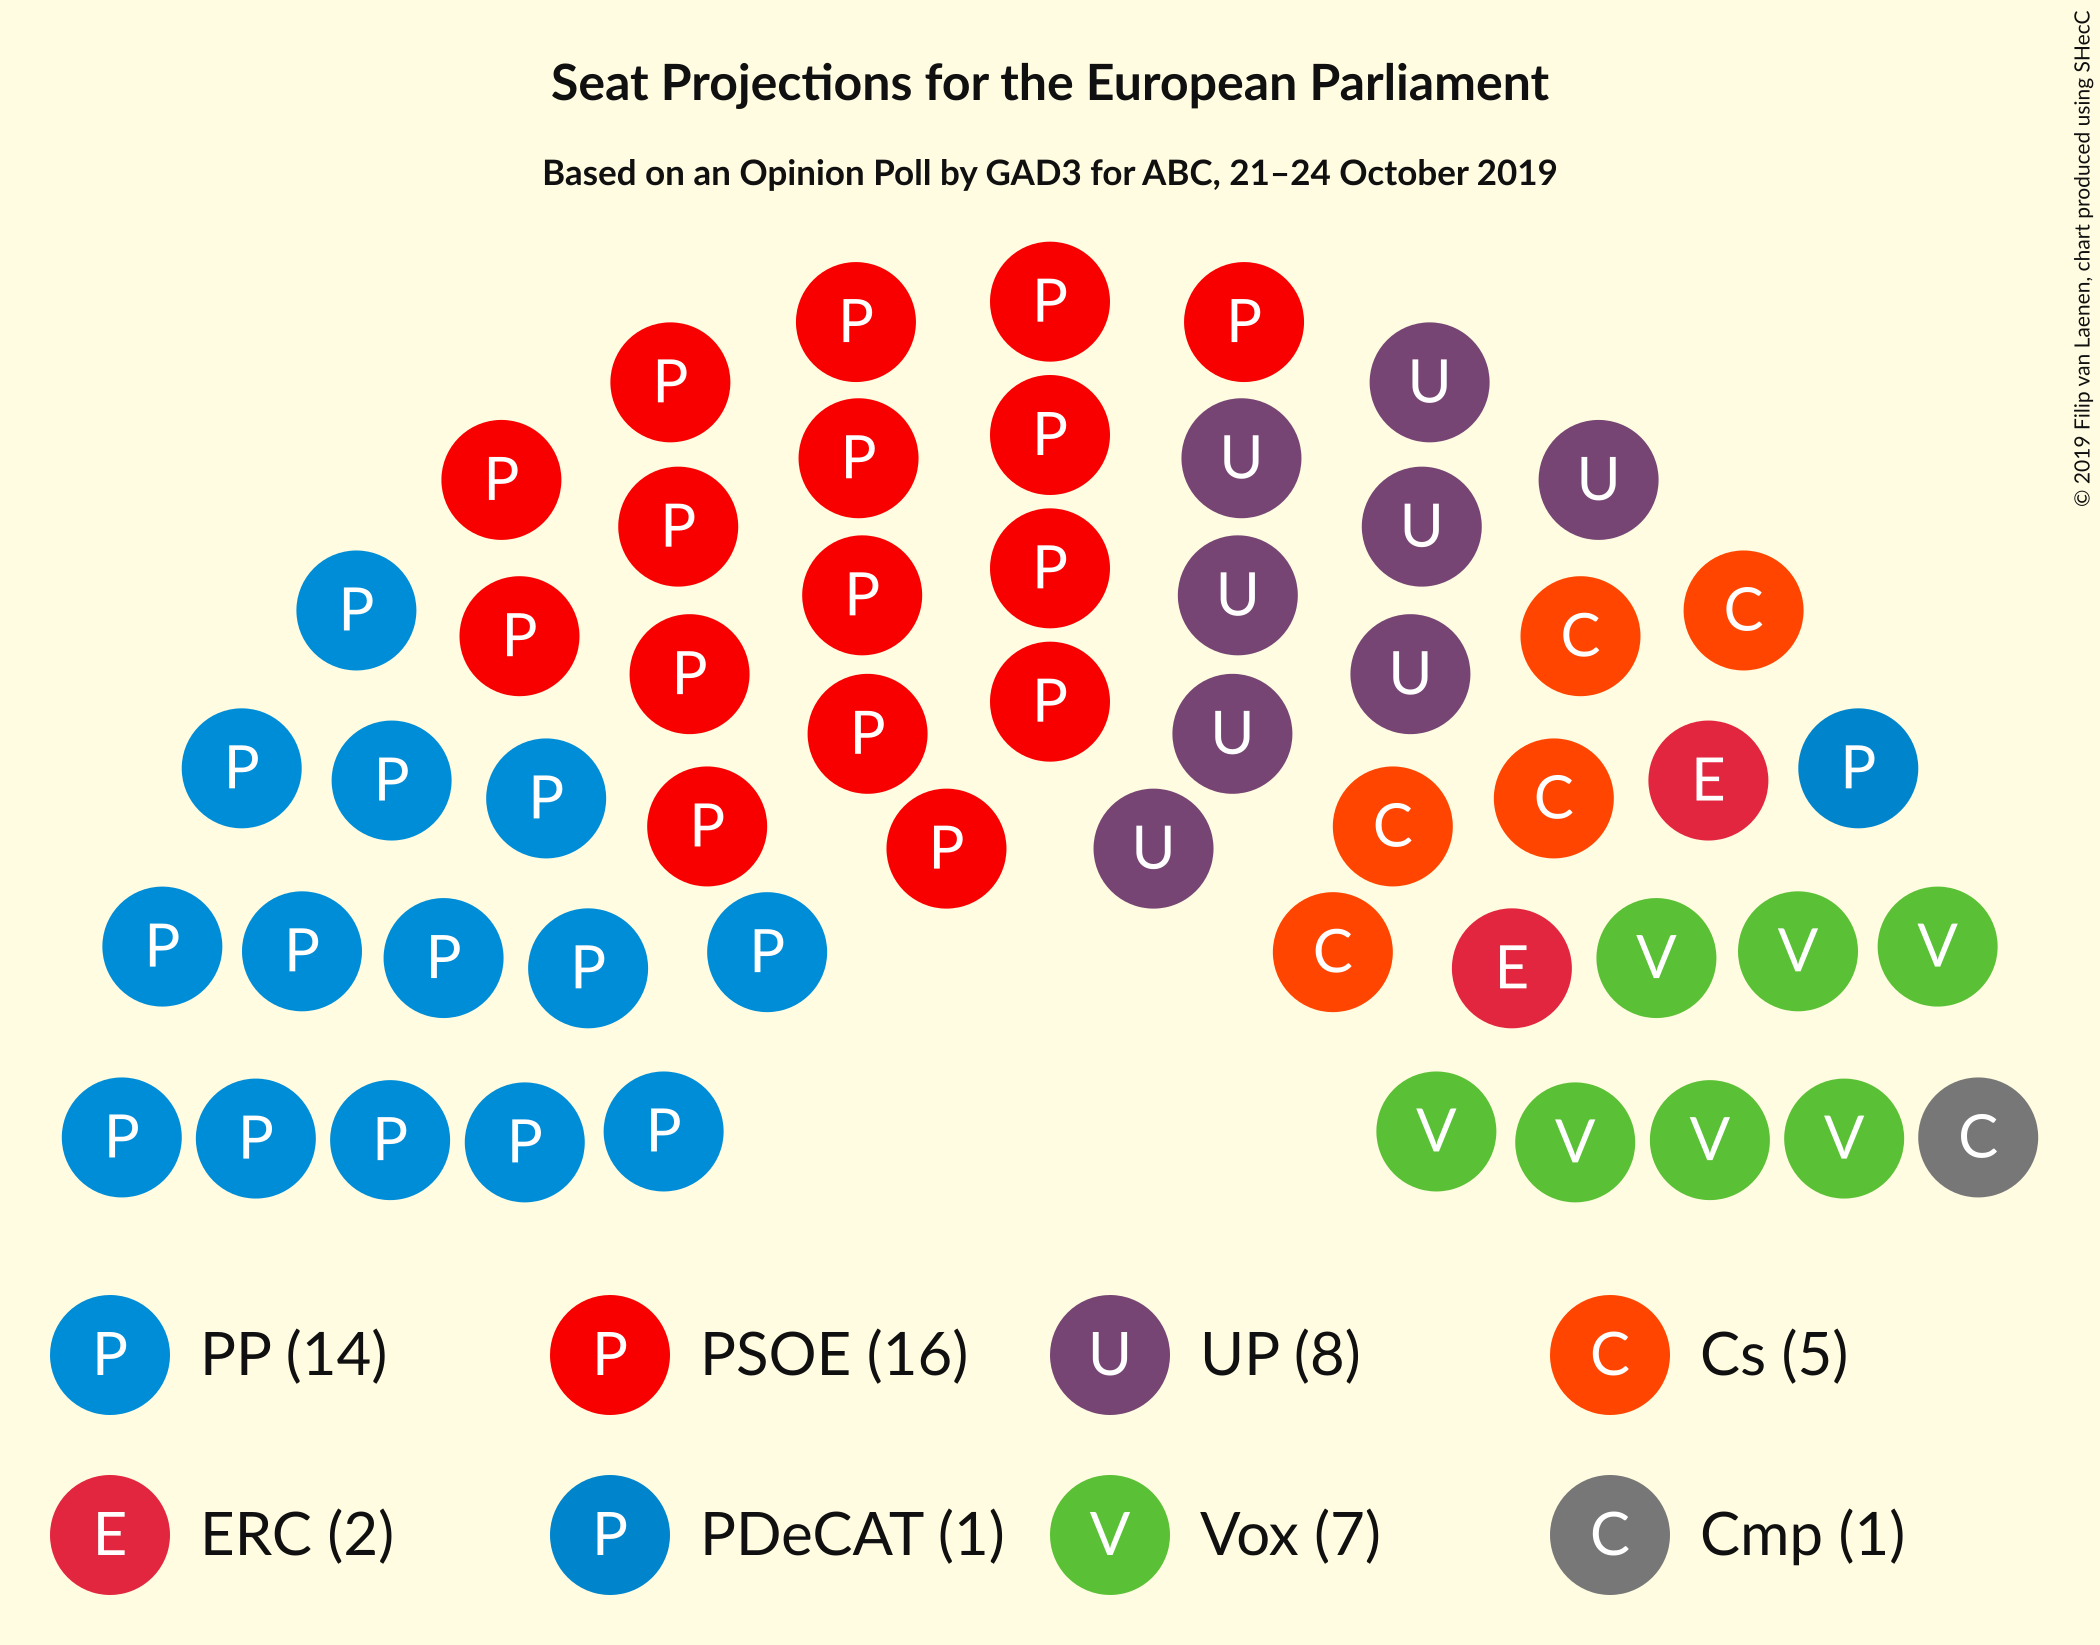 Seat Projections for the European Parliament
Based on an Opinion Poll by GAD3 for ABC, 21–24 October 2019
© 2019 Filip van Laenen, chart produced using SHecC
P
P P
P P
U
P
P P
U
P
U
U
P
P
P
U
P C
C
P
P
P
U
P
P
U
P
P
P
P
P
C
C
E
P
P
U
P
P
P
P
P
C
E
V
V
V
P
P
P
P
P
V
V
V
V
C
P PP (14)
P PSOE (16)
U UP (8)
C Cs (5)
E ERC (2)
P PDeCAT (1)
V Vox (7)
C Cmp (1)